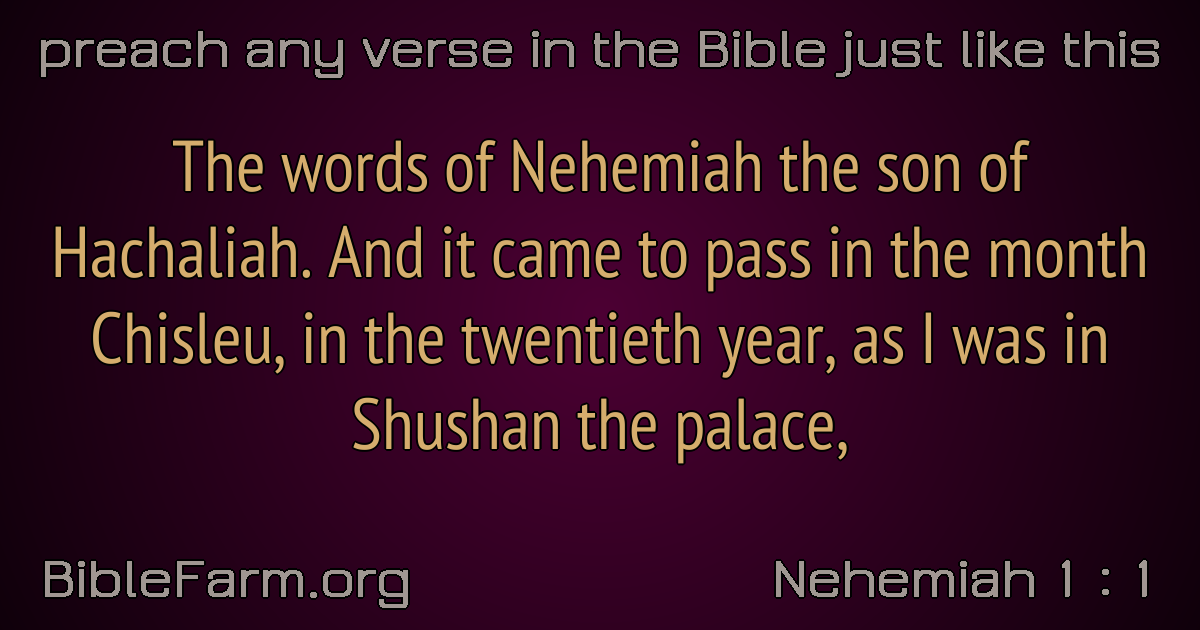 preach any verse in the Bible just like this
The words of Nehemiah the son of
Hachaliah. And it came to pass in the month
Chisleu, in the twentieth year, as I was in
Shushan the palace,
BibleFarm.org
Nehemiah 1 : 1